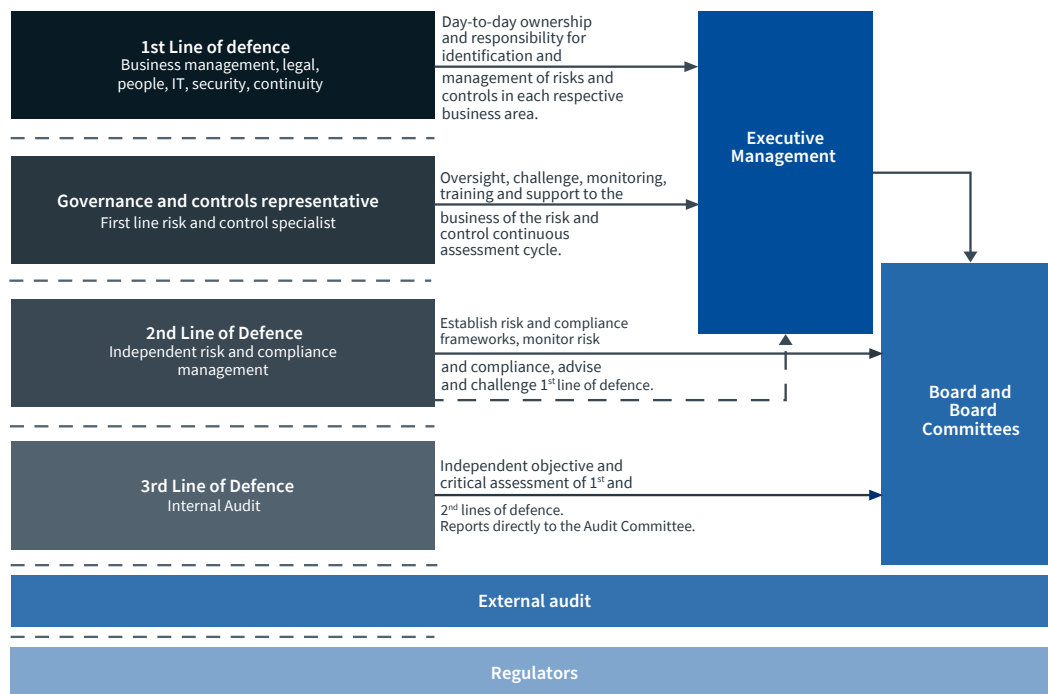 1st Line of defence
Business management, legal,
people, IT, security, continuity
Day-to-day ownership
and responsibility for
identification and
management of risks and
controls in each respective
business area.
Executive
Management
Governance and controls representative
First line risk and control specialist
Oversight, challenge, monitoring,
training and support to the
business of the risk and
control continuous
assessment cycle.
2nd Line of Defence
Independent risk and compliance
management
Establish risk and compliance
frameworks, monitor risk
and compliance, advise
and challenge 1st line of defence.
Board and
Board
Committees
3rd Line of Defence
Internal Audit
Independent objective and
critical assessment of 1st and
2nd lines of defence.
Reports directly to the Audit Committee.
External audit
Regulators